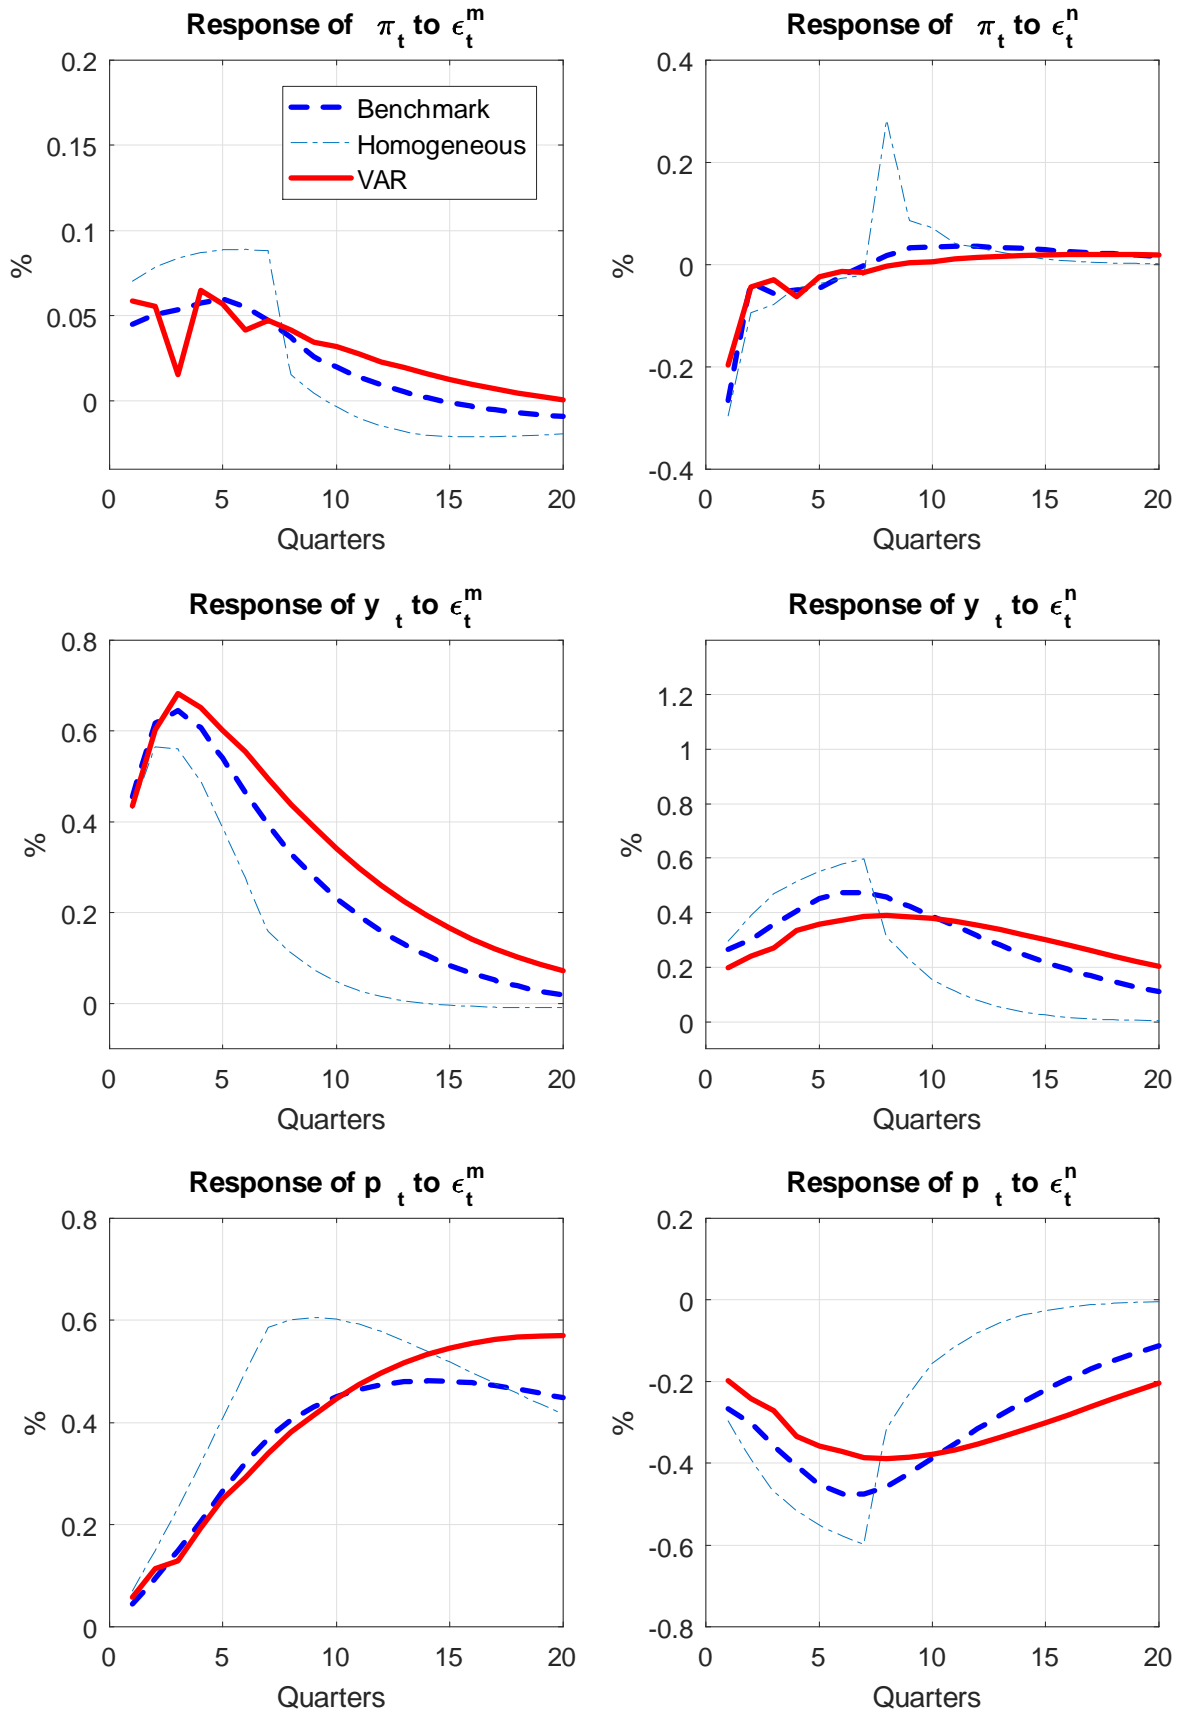 Response of π_t to ϵ_t^m
0.2
0.15
0.1
0.05
0
%
Benchmark
Homogeneous
VAR
0 5 10 15 20
Quarters
Response of π_t to ϵ_t^n
0.4
0.2
0
-0.2
-0.4
%
0 5 10 15 20
Quarters
Response of y_t to ϵ_t^m
0.8
0.6
0.4
0.2
0
%
0 5 10 15 20
Quarters
Response of y_t to ϵ_t^n
1.2
1
0.8
0.6
0.4
0.2
0
%
0 5 10 15 20
Quarters
Response of p_t to ϵ_t^m
0.8
0.6
0.4
0.2
0
%
0 5 10 15 20
Quarters
Response of p_t to ϵ_t^n
0.2
0
-0.2
-0.4
-0.6
-0.8
%
0 5 10 15 20
Quarters